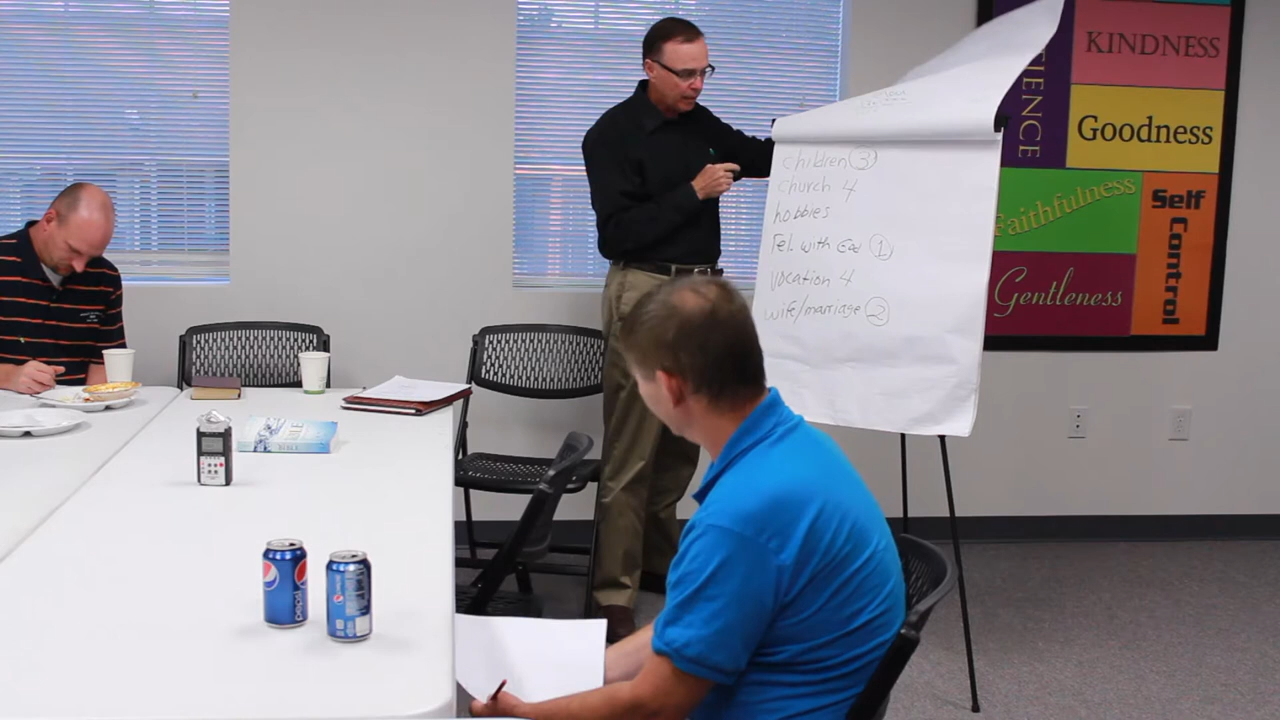 children ③
church 4
hobbies
rel. with God ①
vocation 4
wife/marriage ②
KINDNESS
Goodness
Faithfulness
Self
Control
Gentleness
pepsi